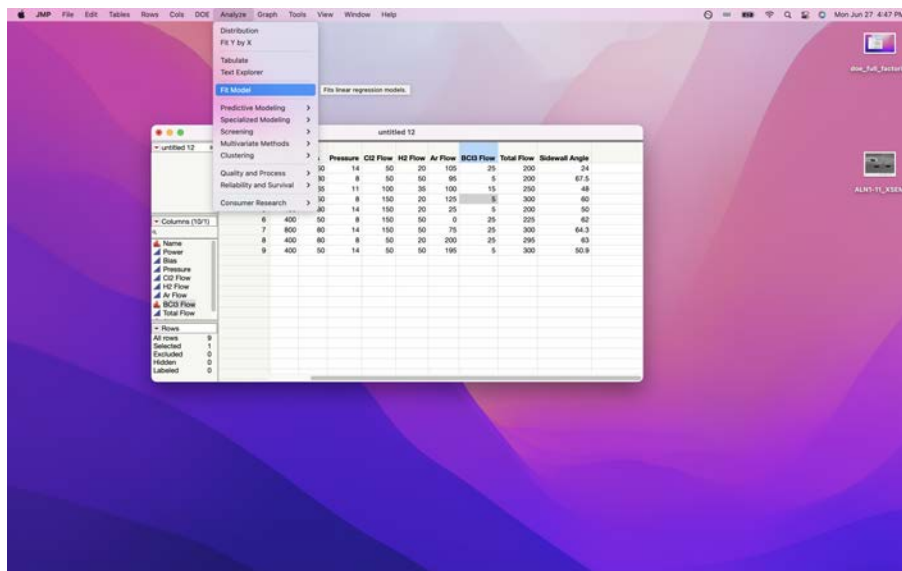 JMP File Edit Tables Rows Cols DOE Analyze Graph Tools View Window Help Mon Jun 27 4:47 PM
Distribution
Fit Y by X
Tabulate
Text Explorer
Fit Model
Fits linear regression models.
Predictive Modeling
Specialized Modeling
Screening
Multivariate Methods
Clustering
Quality and Process
Reliability and Survival
Consumer Research
untitled 12
untitled 12
Pressure Cl2 Flow H2 Flow Ar Flow BCl3 Flow Total Flow Sidewall Angle
14 50 20 105 25 200 24
8 50 50 95 5 200 67.5
11 100 35 100 15 250 48
8 150 20 125 5 300 60
14 150 20 25 5 200 50
6 400 50 8 150 50 0 25 225 62
7 800 80 14 150 50 75 25 300 64.3
8 400 80 8 50 20 200 25 295 63
9 400 50 14 50 50 195 5 300 50.9
Columns (10/1)
Name
Power
Bias
Pressure
Cl2 Flow
H2 Flow
Ar Flow
BCl3 Flow
Total Flow
Rows
All rows 9
Selected 1
Excluded 0
Hidden 0
Labeled 0